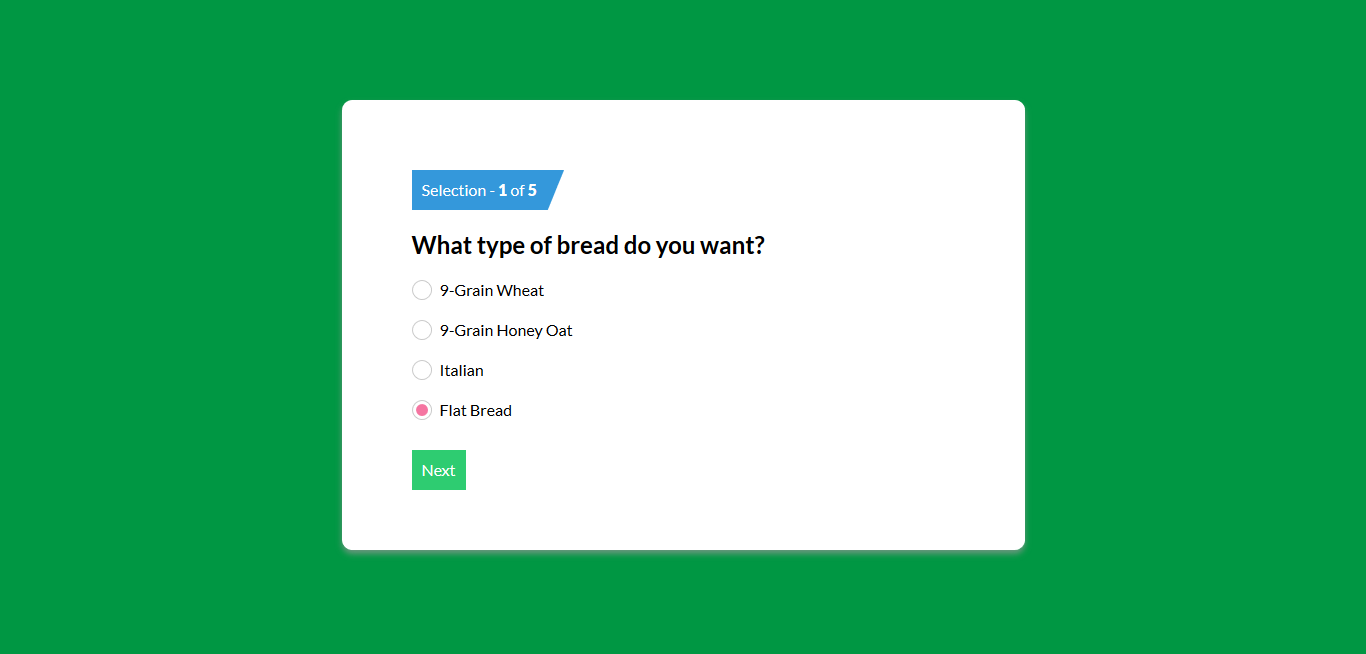 Selection - 1 of 5
What type of bread do you want?
9-Grain Wheat
9-Grain Honey Oat
Italian
Flat Bread
Next